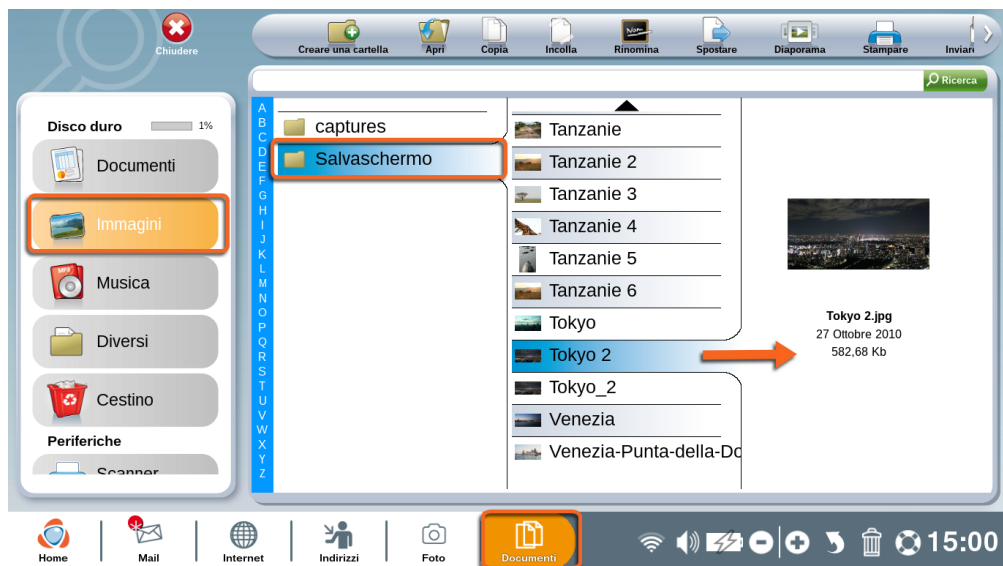 Chiudere
Creare una cartella
Apri
Copia
Incolla
Nom
Rinomina
Spostare
Diaporama
Stampare
Inviare
Ricerca
Disco duro
1%
Documenti
Immagini
MP3
Musica
Diversi
Cestino
Periferiche
Scanner
A
B
C
D
E
F
G
H
I
J
K
L
M
N
O
P
Q
R
S
T
U
V
W
X
Y
Z
captures
Salvaschermo
Tanzanie
Tanzanie 2
Tanzanie 3
Tanzanie 4
Tanzanie 5
Tanzanie 6
Tokyo
Tokyo 2
Tokyo_2
Venezia
Venezia-Punta-della-Do
Tokyo 2.jpg
27 Ottobre 2010
582,68 Kb
Home
Mail
Internet
Indirizzi
Foto
Documenti
15:00